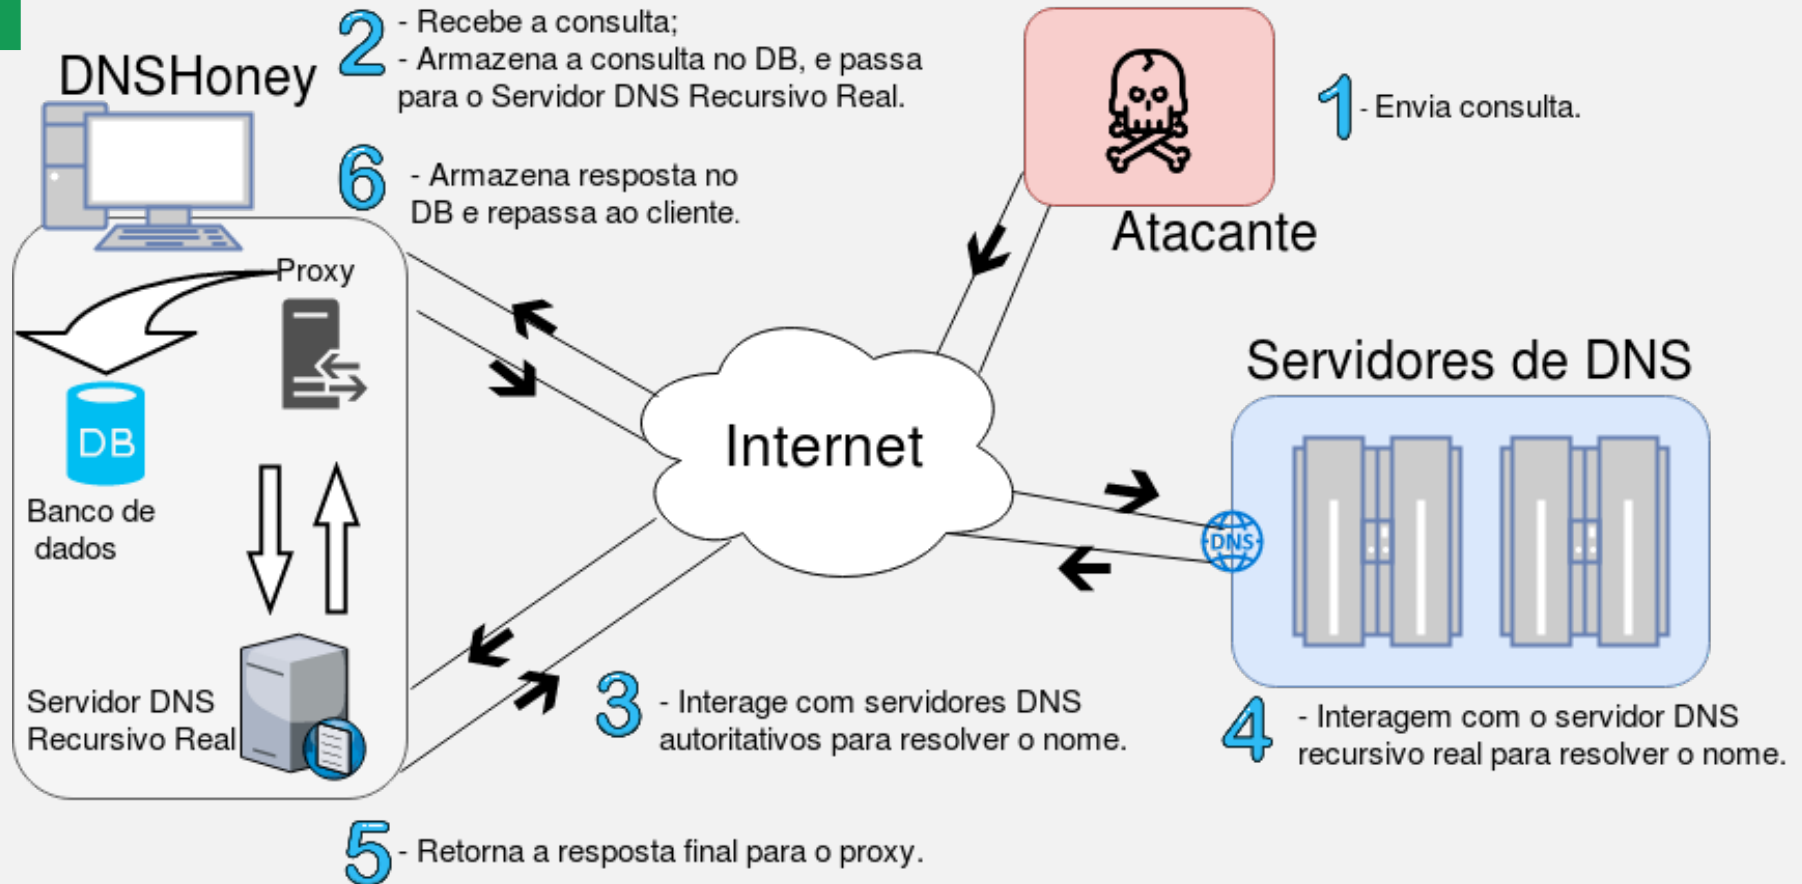 DNSHoney
2
- Recebe a consulta;
- Armazena a consulta no DB, e passa
para o Servidor DNS Recursivo Real.
6
- Armazena resposta no
DB e repassa ao cliente.
1
- Envia consulta.
Atacante
Proxy
DB
Banco de
dados
Servidor DNS
Recursivo Real
Internet
Servidores de DNS
DNS
3
- Interage com servidores DNS
autoritativos para resolver o nome.
4
- Interagem com o servidor DNS
recursivo real para resolver o nome.
5
- Retorna a resposta final para o proxy.